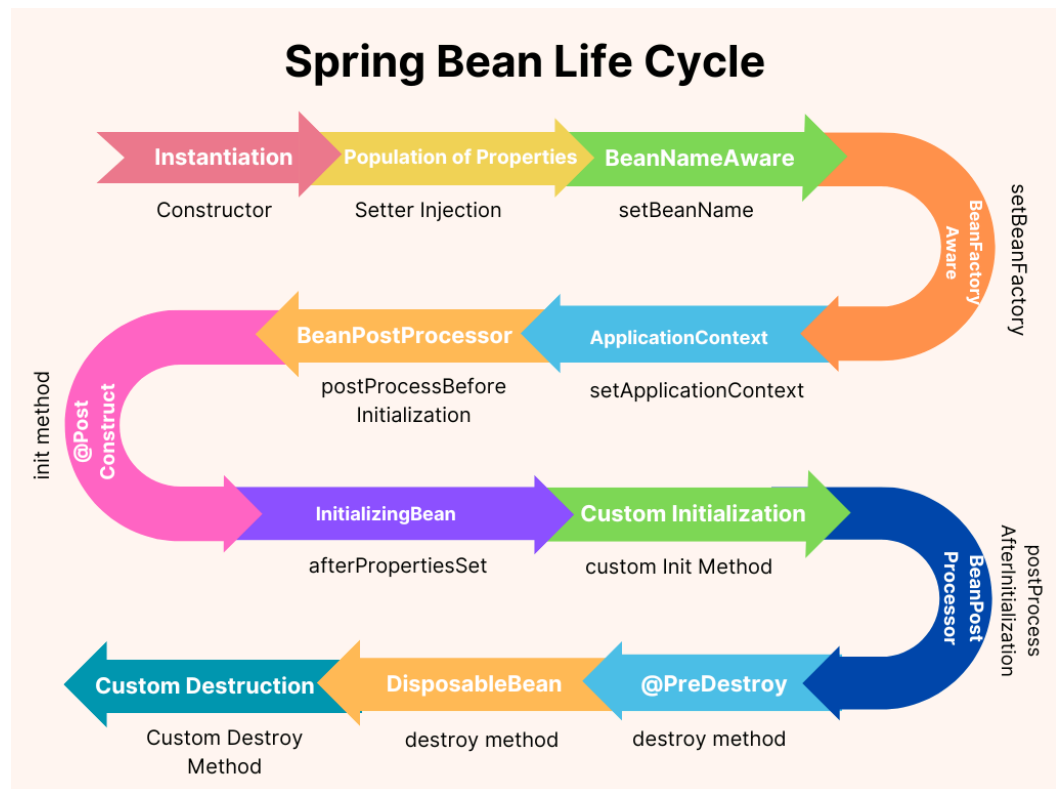 Spring Bean Life Cycle
Instantiation
Population of Properties
BeanNameAware
Constructor
Setter Injection
setBeanName
BeanFactory
Aware
setBeanFactory
ApplicationContext
setApplicationContext
BeanPostProcessor
postProcessBefore
Initialization
@Post
Construct
init method
InitializingBean
afterPropertiesSet
Custom Initialization
custom Init Method
BeanPost
Processor
postProcess
AfterInitialization
@PreDestroy
destroy method
DisposableBean
destroy method
Custom Destruction
Custom Destroy
Method